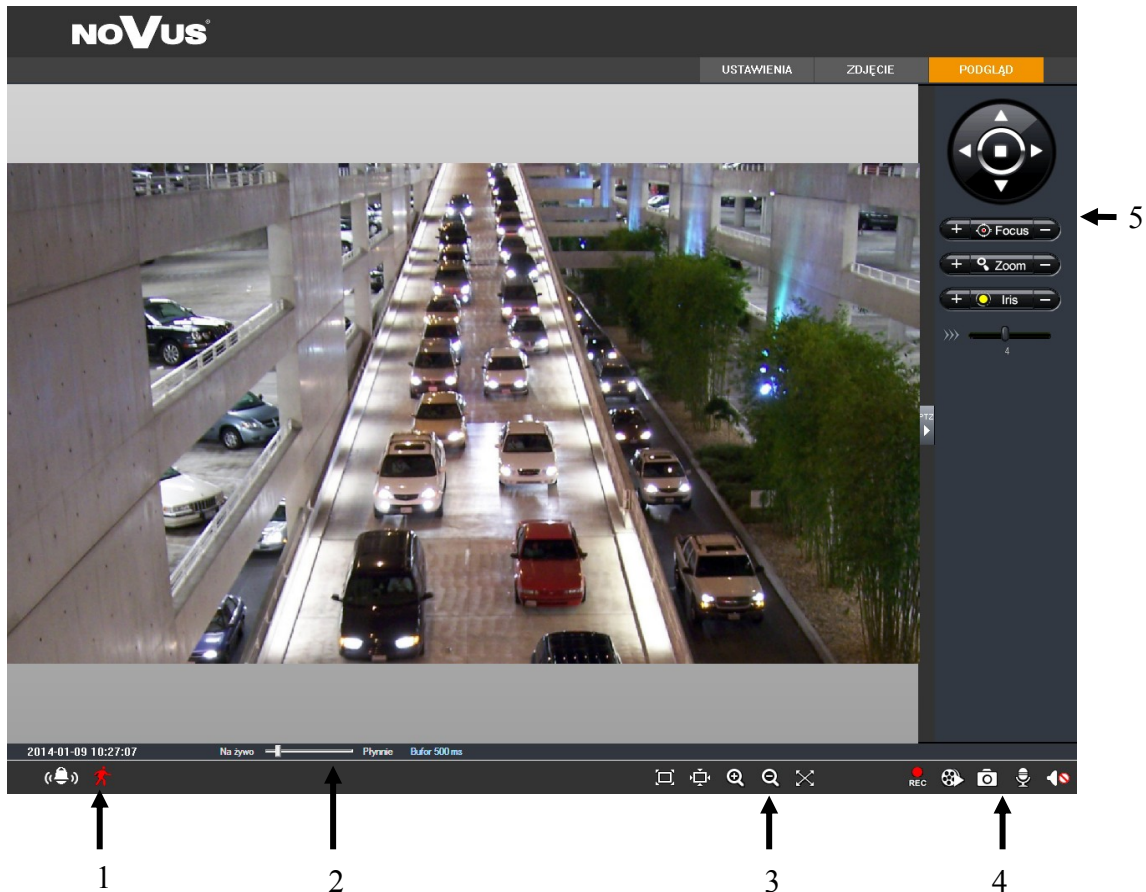 NOVUS®
USTAWIENIA ZDJĘCIE PODGLĄD
Focus
Zoom
Iris
4
PTZ
5
2014-01-09 10:27:07 Na żywo Płynnie Bufor 500 ms
REC
1 2 3 4